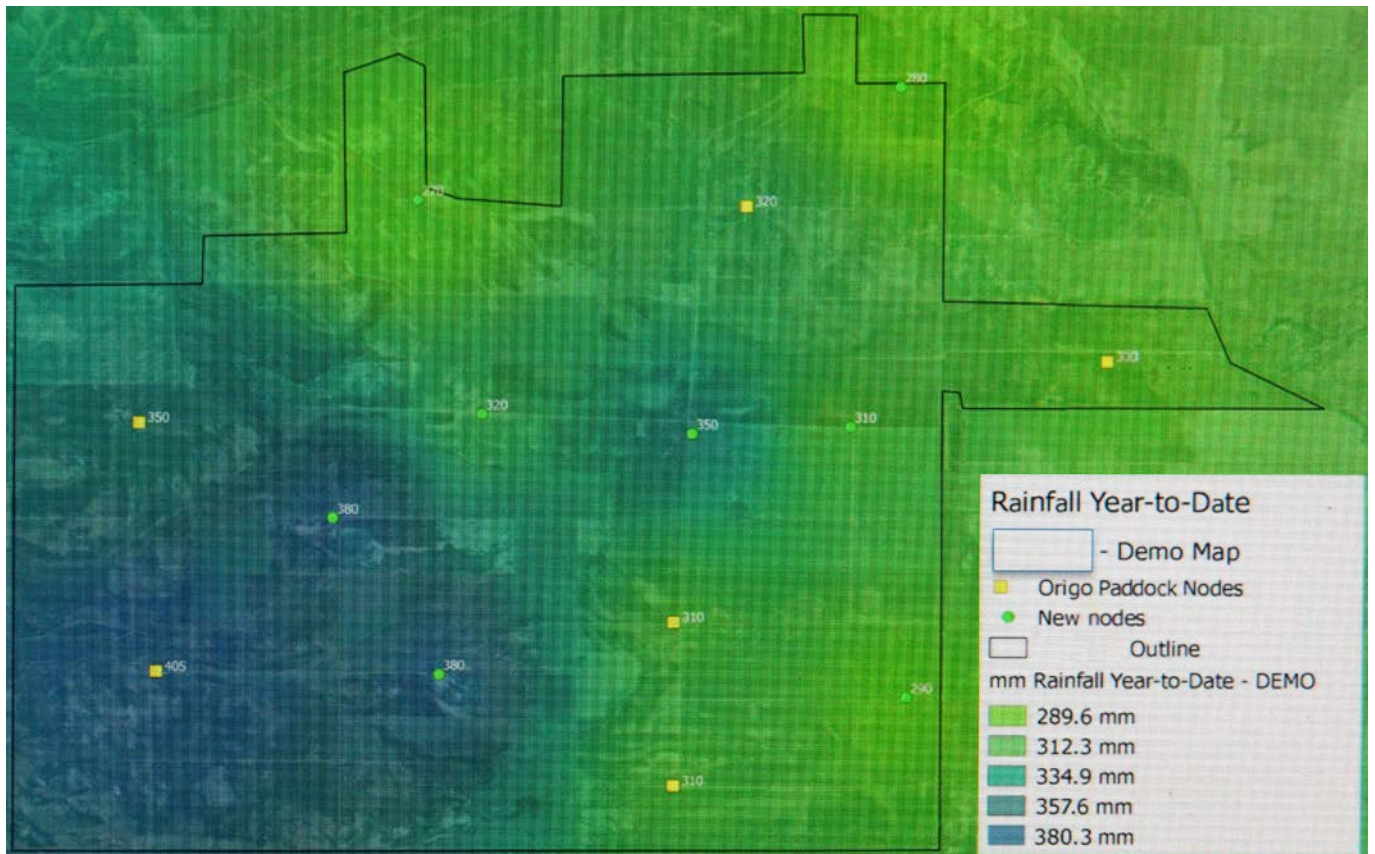 280
270
320
300
350
320
350
310
380
310
405
380
290
310
Rainfall Year-to-Date
- Demo Map
Origo Paddock Nodes
New nodes
Outline
mm Rainfall Year-to-Date - DEMO
289.6 mm
312.3 mm
334.9 mm
357.6 mm
380.3 mm